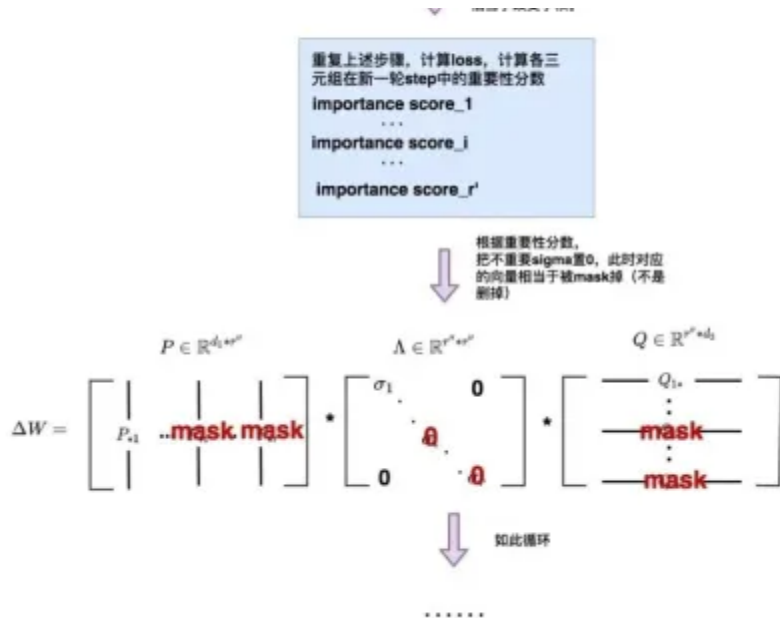 重复上述步骤，计算loss，计算各三
元组在新一轮step中的重要性分数
importance score_1
...
importance score_i
...
importance score_r'
根据重要性分数，
把不重要sigma置0，此时对应
的向量相当于被mask掉（不是
删掉）
P ∈ ℝ^{d₁*r''}
Λ ∈ ℝ^{r''*r''}
Q ∈ ℝ^{r''*d₂}
ΔW =
P_{*1}
...
mask
.
mask
*
σ₁
0
0
0
0
*
Q_{1*}
mask
mask
如此循环
......